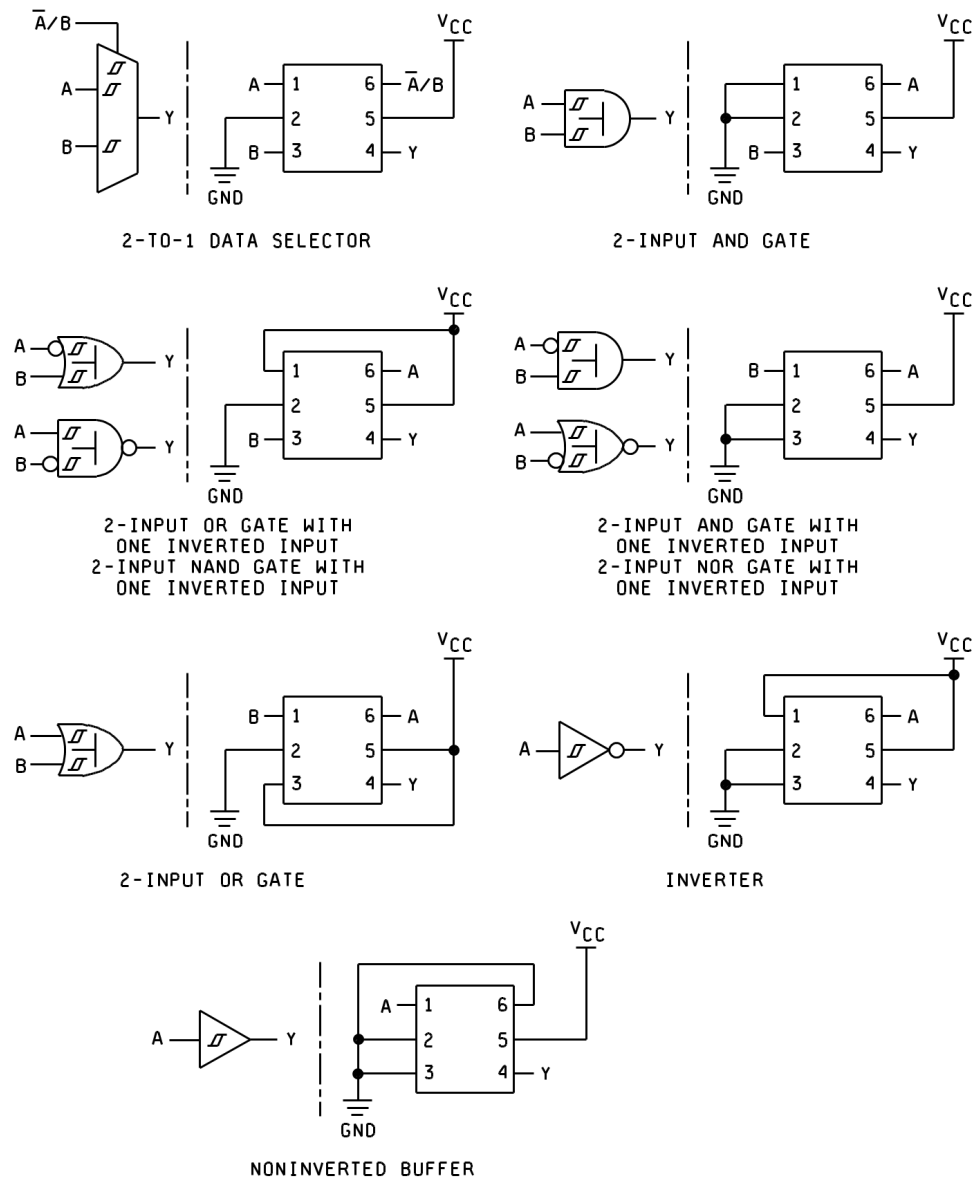 A̅/B
A
B
Y
VCC
A 1 6 A̅/B
2 5
B 3 4 Y
GND
2-TO-1 DATA SELECTOR
A
B
Y
VCC
1 6 A
2 5
B 3 4 Y
GND
2-INPUT AND GATE
A
B
Y
A
B
Y
VCC
1 6 A
2 5
B 3 4 Y
GND
2-INPUT OR GATE WITH
ONE INVERTED INPUT
2-INPUT NAND GATE WITH
ONE INVERTED INPUT
A
B
Y
A
B
Y
VCC
B 1 6 A
2 5
3 4 Y
GND
2-INPUT AND GATE WITH
ONE INVERTED INPUT
2-INPUT NOR GATE WITH
ONE INVERTED INPUT
A
B
Y
VCC
B 1 6 A
2 5
3 4 Y
GND
2-INPUT OR GATE
A
Y
VCC
1 6 A
2 5
3 4 Y
GND
INVERTER
A
Y
VCC
A 1 6
2 5
3 4 Y
GND
NONINVERTED BUFFER